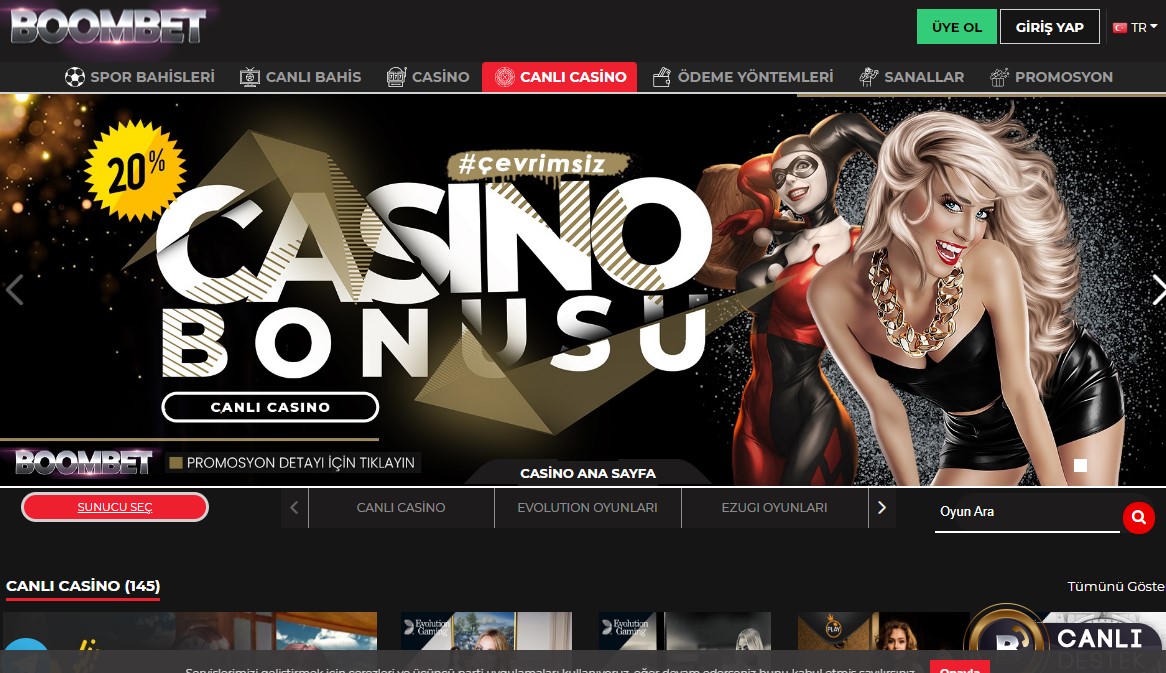 BOOMBET
ÜYE OL
GİRİŞ YAP
TR
SPOR BAHİSLERİ
CANLI BAHİS
CASİNO
CANLI CASİNO
ÖDEME YÖNTEMLERİ
SANALLAR
PROMOSYON
20%
#çevrimsiz
CASINO
BONUSU
CANLI CASINO
BOOMBET
PROMOSYON DETAYI İÇİN TIKLAYIN
CASİNO ANA SAYFA
SUNUCU SEÇ
CANLI CASİNO
EVOLUTION OYUNLARI
EZUGI OYUNLARI
Oyun Ara
CANLI CASİNO (145)
Tümünü Göste
Evolution
Gaming
Evolution
Gaming
PLAY
B
CANLI
DESTEK
Servislerimizi geliştirmek için çerezleri ve üçüncü parti uygulamaları kullanıyoruz, eğer devam ederseniz bunu kabul etmiş sayılırsınız.
Onayla